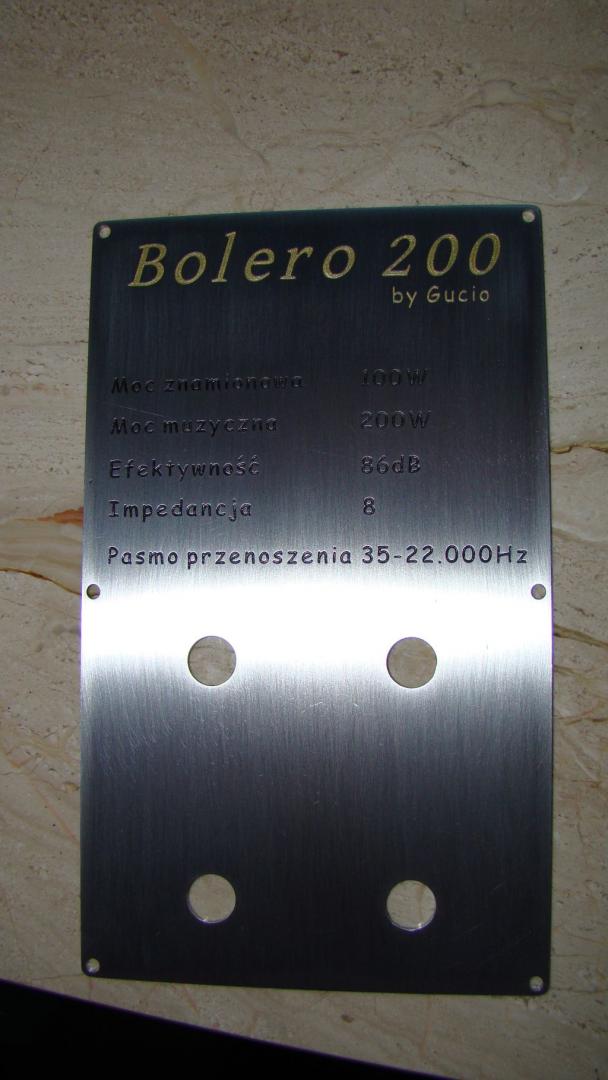 Bolero 200
by Gucio
Moc znamionowa 100W
Moc muzyczna 200W
Efektywność 86dB
Impedancja 8
Pasmo przenoszenia 35-22.000Hz